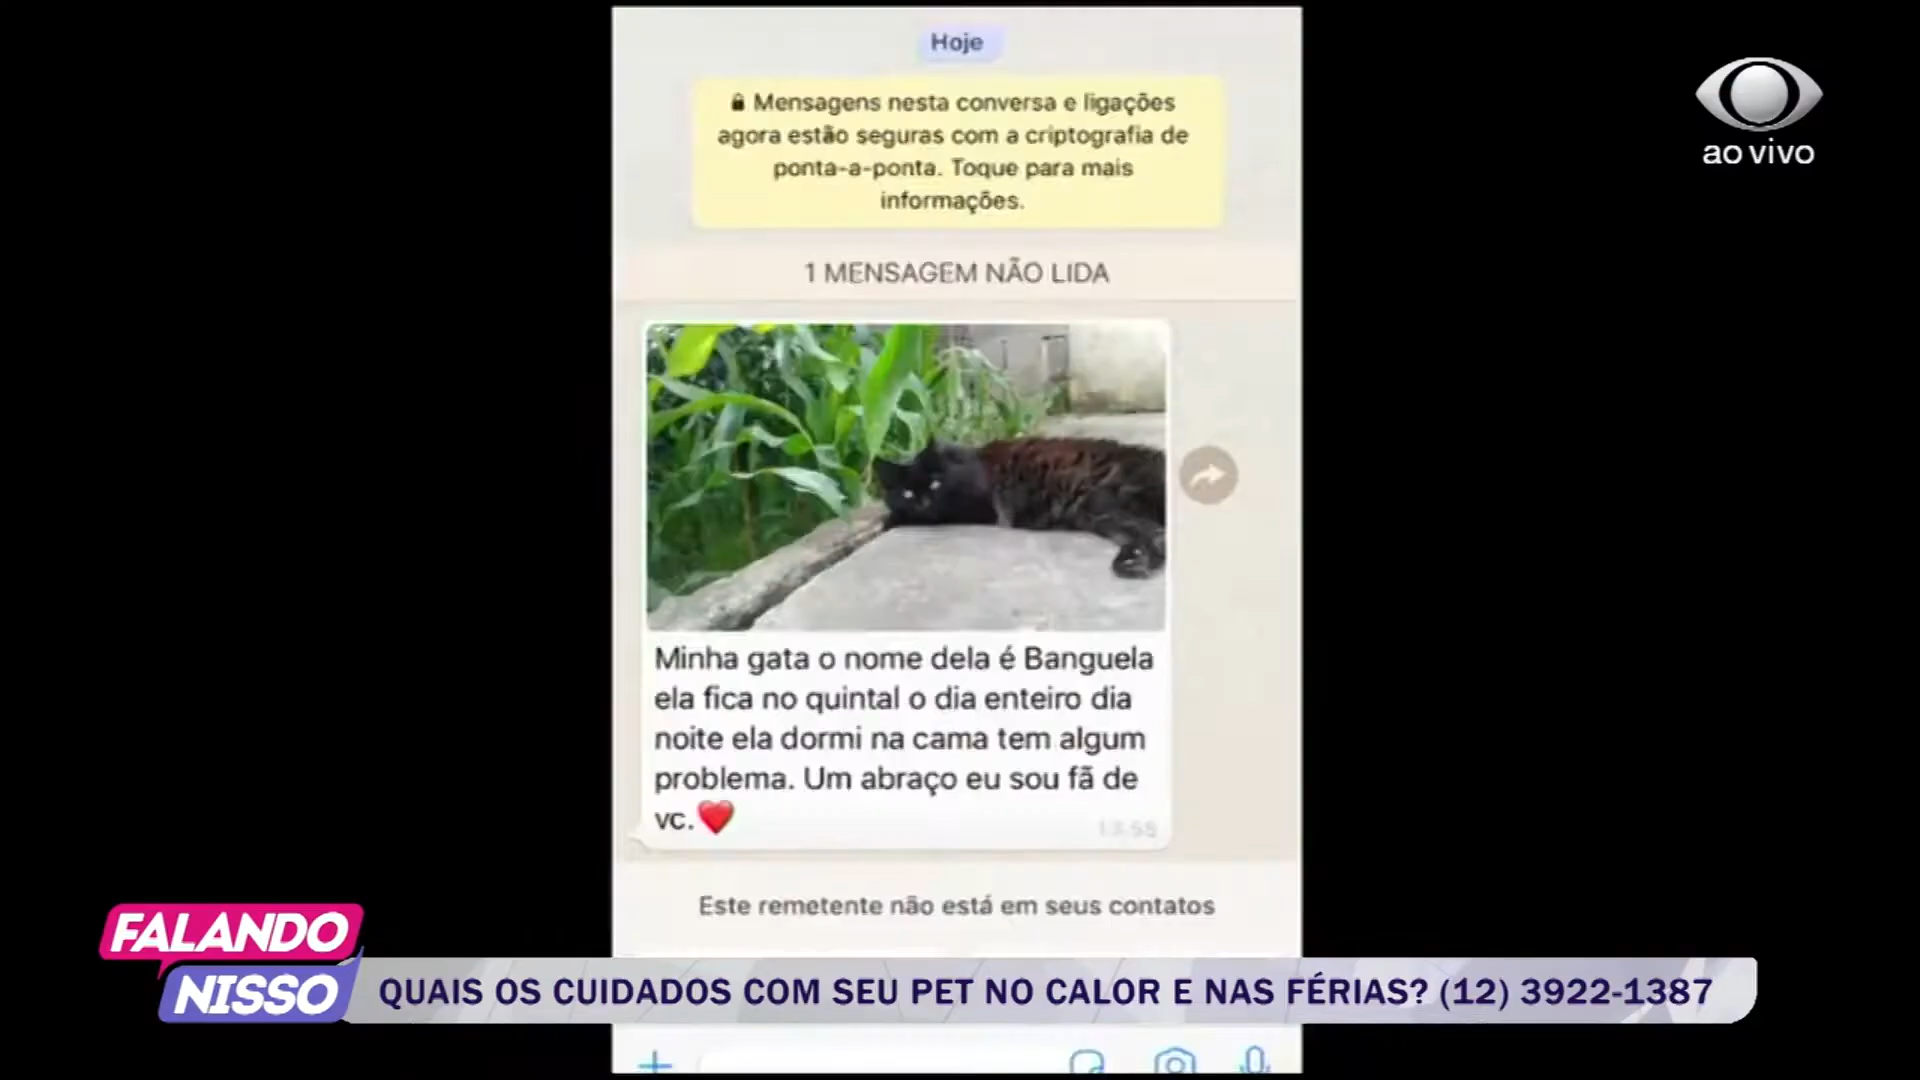 Hoje
Mensagens nesta conversa e ligações
agora estão seguras com a criptografia de
ponta-a-ponta. Toque para mais
informações.
ao vivo
1 MENSAGEM NÃO LIDA
Minha gata o nome dela é Banguela
ela fica no quintal o dia enteiro dia
noite ela dormi na cama tem algum
problema. Um abraço eu sou fã de
vc.❤️
Este remetente não está em seus contatos
FALANDO
NISSO
QUAIS OS CUIDADOS COM SEU PET NO CALOR E NAS FÉRIAS? (12) 3922-1387